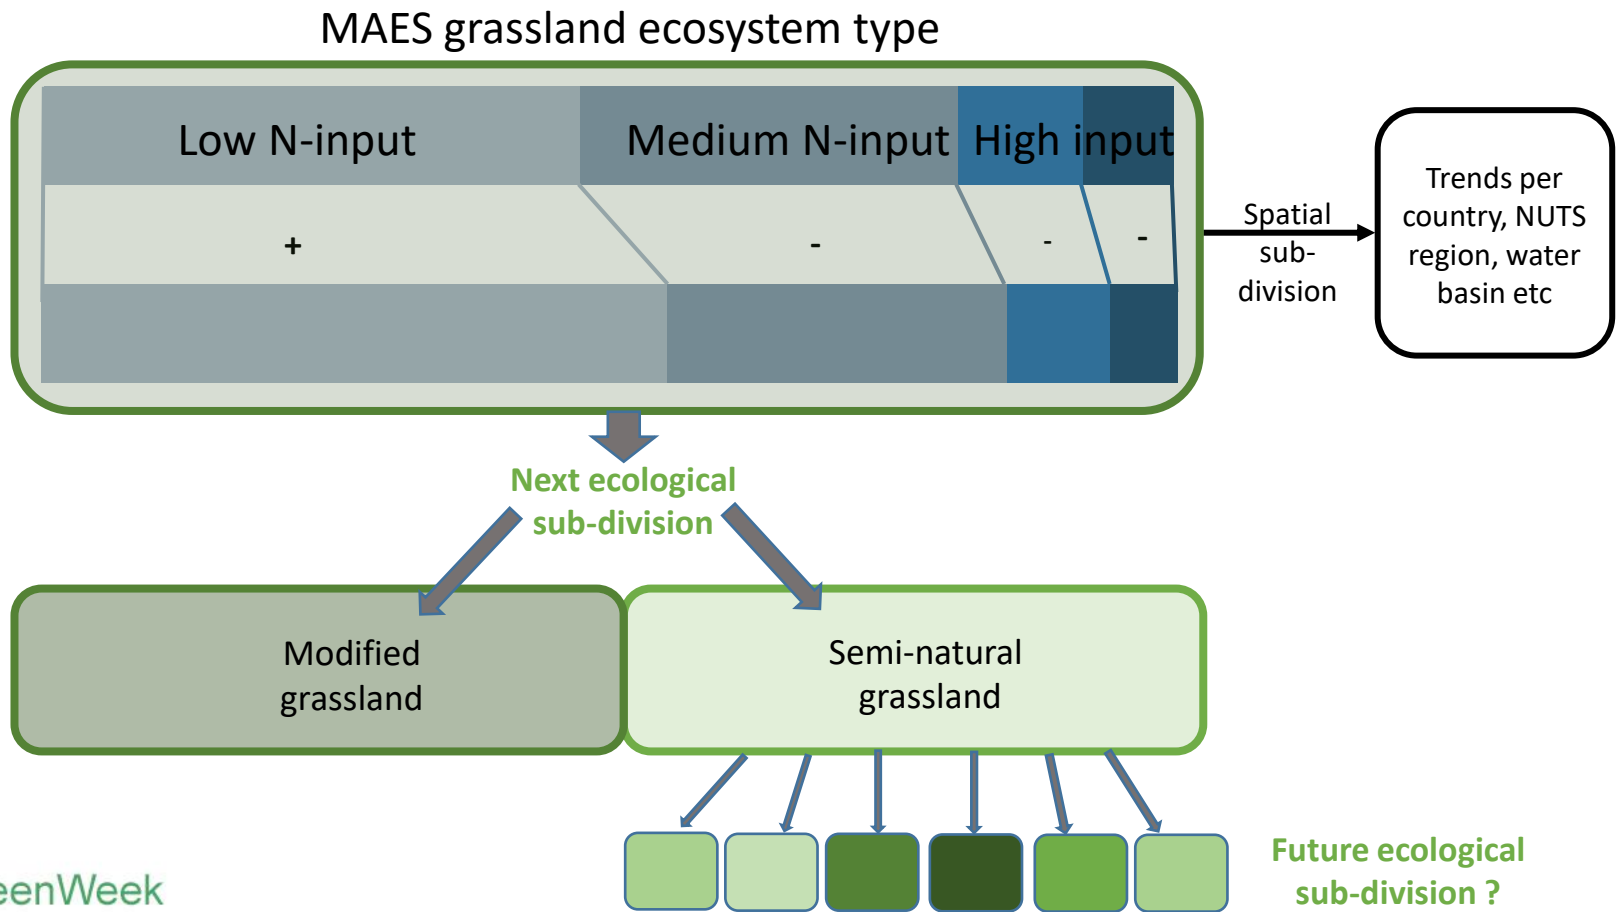 MAES grassland ecosystem type
Low N-input
Medium N-input
High input
+
-
-
-
Spatial
sub-
division
Trends per
country, NUTS
region, water
basin etc
Next ecological
sub-division
Modified
grassland
Semi-natural
grassland
Future ecological
sub-division ?
eenWeek